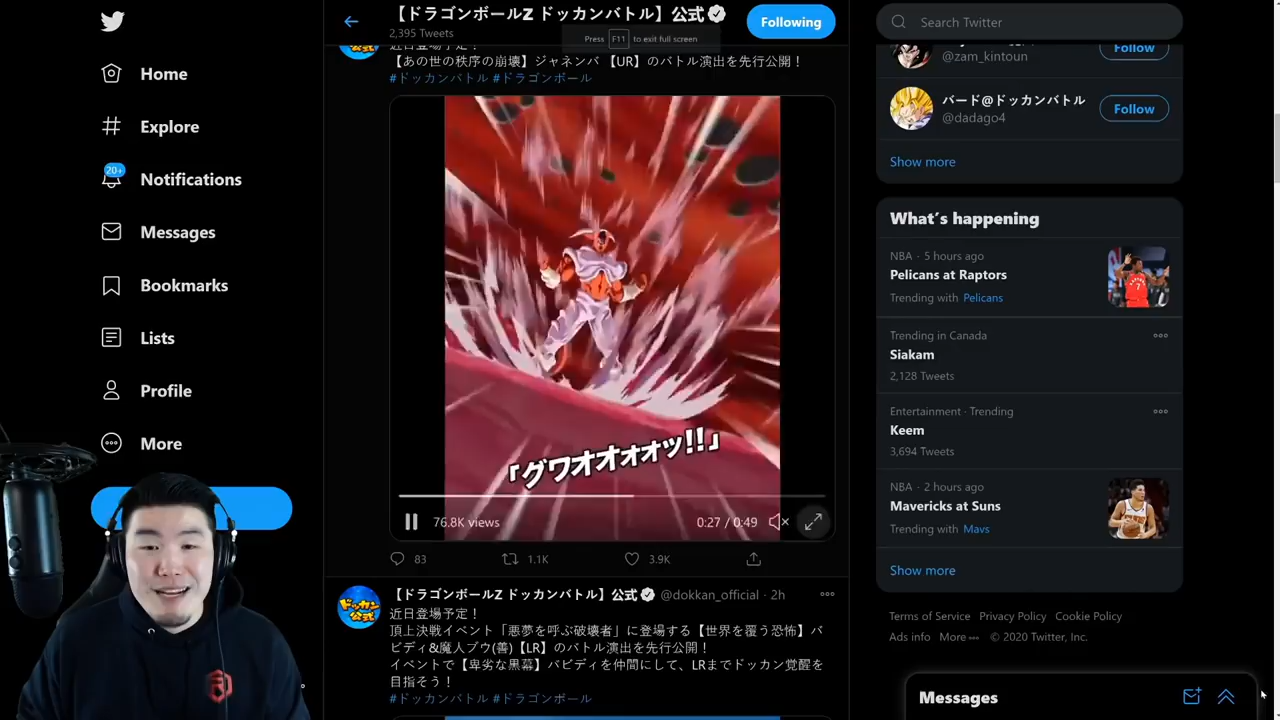 【ドラゴンボールZ ドッカンバトル】公式
2,395 Tweets
Following
Press F11 to exit full screen
Search Twitter
Home
Explore
20+
Notifications
Messages
Bookmarks
Lists
Profile
More
近日登場予定！
【あの世の秩序の崩壊】ジャネンバ 【UR】のバトル演出を先行公開！
#ドッカンバトル #ドラゴンボール
「グワオオォォッ!!」
76.8K views
0:27 / 0:49
83
1.1K
3.9K
【ドラゴンボールZ ドッカンバトル】公式 @dokkan_official · 2h
近日登場予定！
頂上決戦イベント「悪夢を呼ぶ破壊者」に登場する【世界を覆う恐怖】バ
ビディ&魔人ブウ(善)【LR】のバトル演出を先行公開！
イベントで【卑劣な黒幕】バビディを仲間にして、LRまでドッカン覚醒を
目指そう！
#ドッカンバトル #ドラゴンボール
@zam_kintoun
Follow
バード@ドッカンバトル
@dadago4
Follow
Show more
What's happening
NBA · 5 hours ago
Pelicans at Raptors
Trending with Pelicans
Trending in Canada
Siakam
2,128 Tweets
Entertainment · Trending
Keem
3,694 Tweets
NBA · 2 hours ago
Mavericks at Suns
Trending with Mavs
Show more
Terms of Service Privacy Policy Cookie Policy
Ads info More © 2020 Twitter, Inc.
Messages